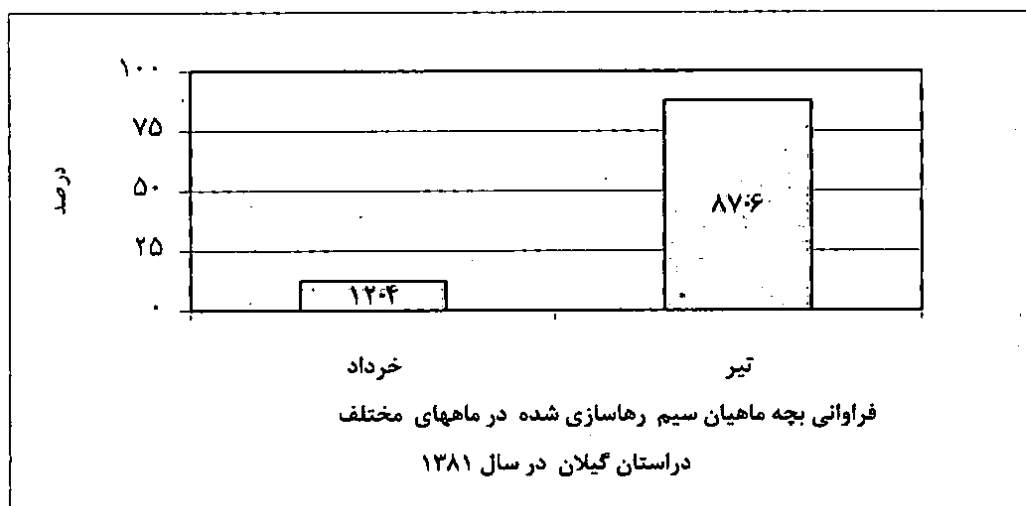 ۱۰۰
۷۵
۵۰
۲۵
۰
درصد
۸۷.۶
۱۲.۴
خرداد
تیر
فراوانی بچه ماهیان سیم رهاسازی شده در ماههای مختلف
دراستان گیلان در سال ۱۳۸۱